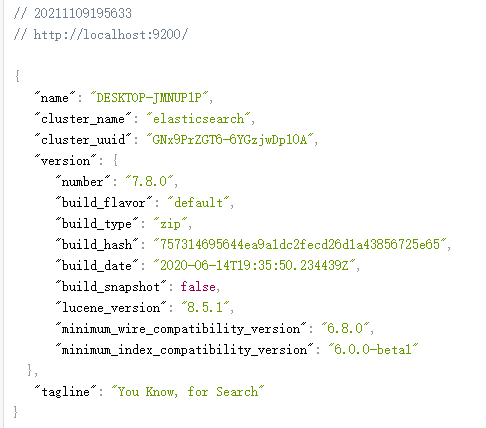 // 20211109195633
// http://localhost:9200/
{
"name": "DESKTOP-JMNUP1P",
"cluster_name": "elasticsearch",
"cluster_uuid": "GNx9PrZGT6-6YGzjwDp10A",
"version": {
"number": "7.8.0",
"build_flavor": "default",
"build_type": "zip",
"build_hash": "757314695644ea9a1dc2fecd26d1a43856725e65",
"build_date": "2020-06-14T19:35:50.234439Z",
"build_snapshot": false,
"lucene_version": "8.5.1",
"minimum_wire_compatibility_version": "6.8.0",
"minimum_index_compatibility_version": "6.0.0-beta1"
},
"tagline": "You Know, for Search"
}